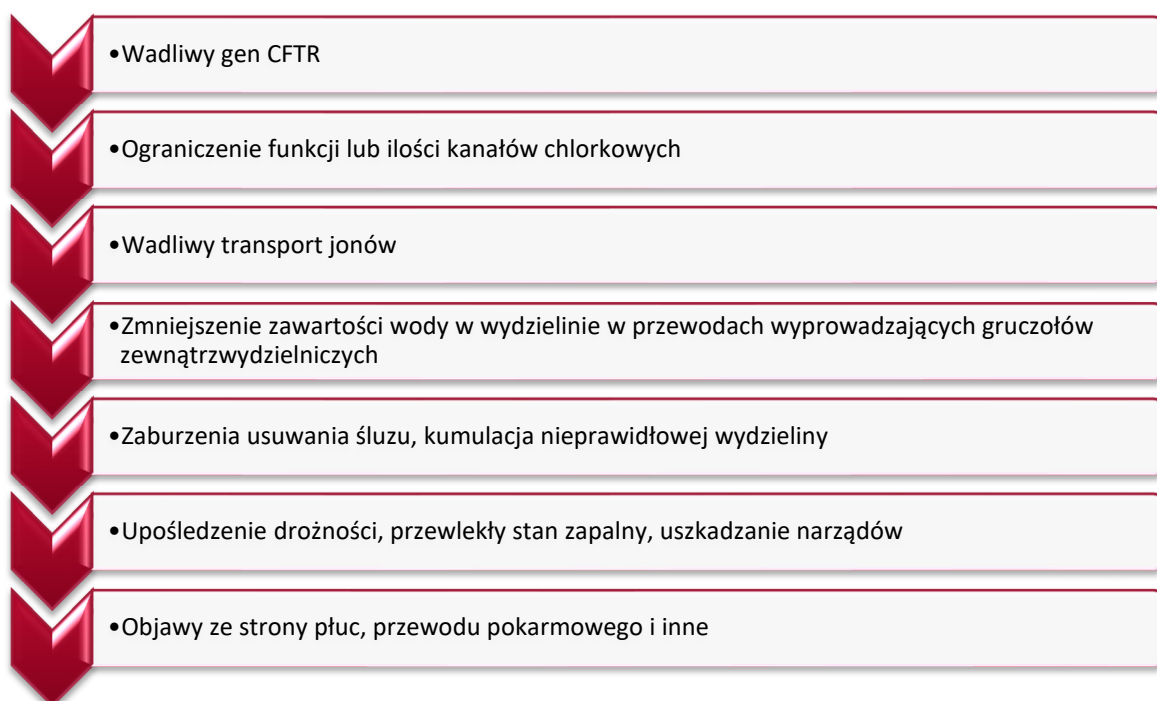 •Wadliwy gen CFTR
•Ograniczenie funkcji lub ilości kanałów chlorkowych
•Wadliwy transport jonów
•Zmniejszenie zawartości wody w wydzielinie w przewodach wyprowadzających gruczołów
zewnątrzwydzielniczych
•Zaburzenia usuwania śluzu, kumulacja nieprawidłowej wydzieliny
•Upośledzenie drożności, przewlekły stan zapalny, uszkadzanie narządów
•Objawy ze strony płuc, przewodu pokarmowego i inne